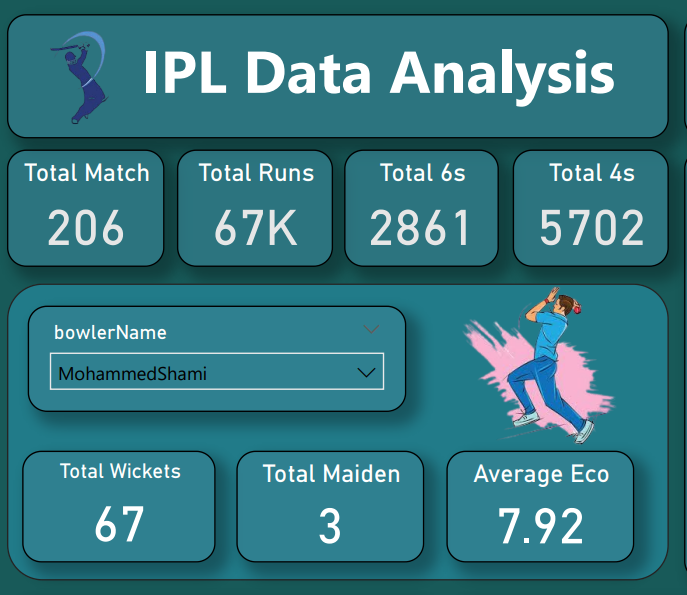 IPL Data Analysis
Total Match
206
Total Runs
67K
Total 6s
2861
Total 4s
5702
bowlerName
MohammedShami
Total Wickets
67
Total Maiden
3
Average Eco
7.92